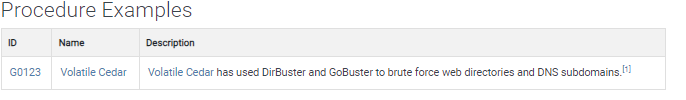 Procedure Examples
ID Name Description
G0123 Volatile Cedar Volatile Cedar has used DirBuster and GoBuster to brute force web directories and DNS subdomains.[1]